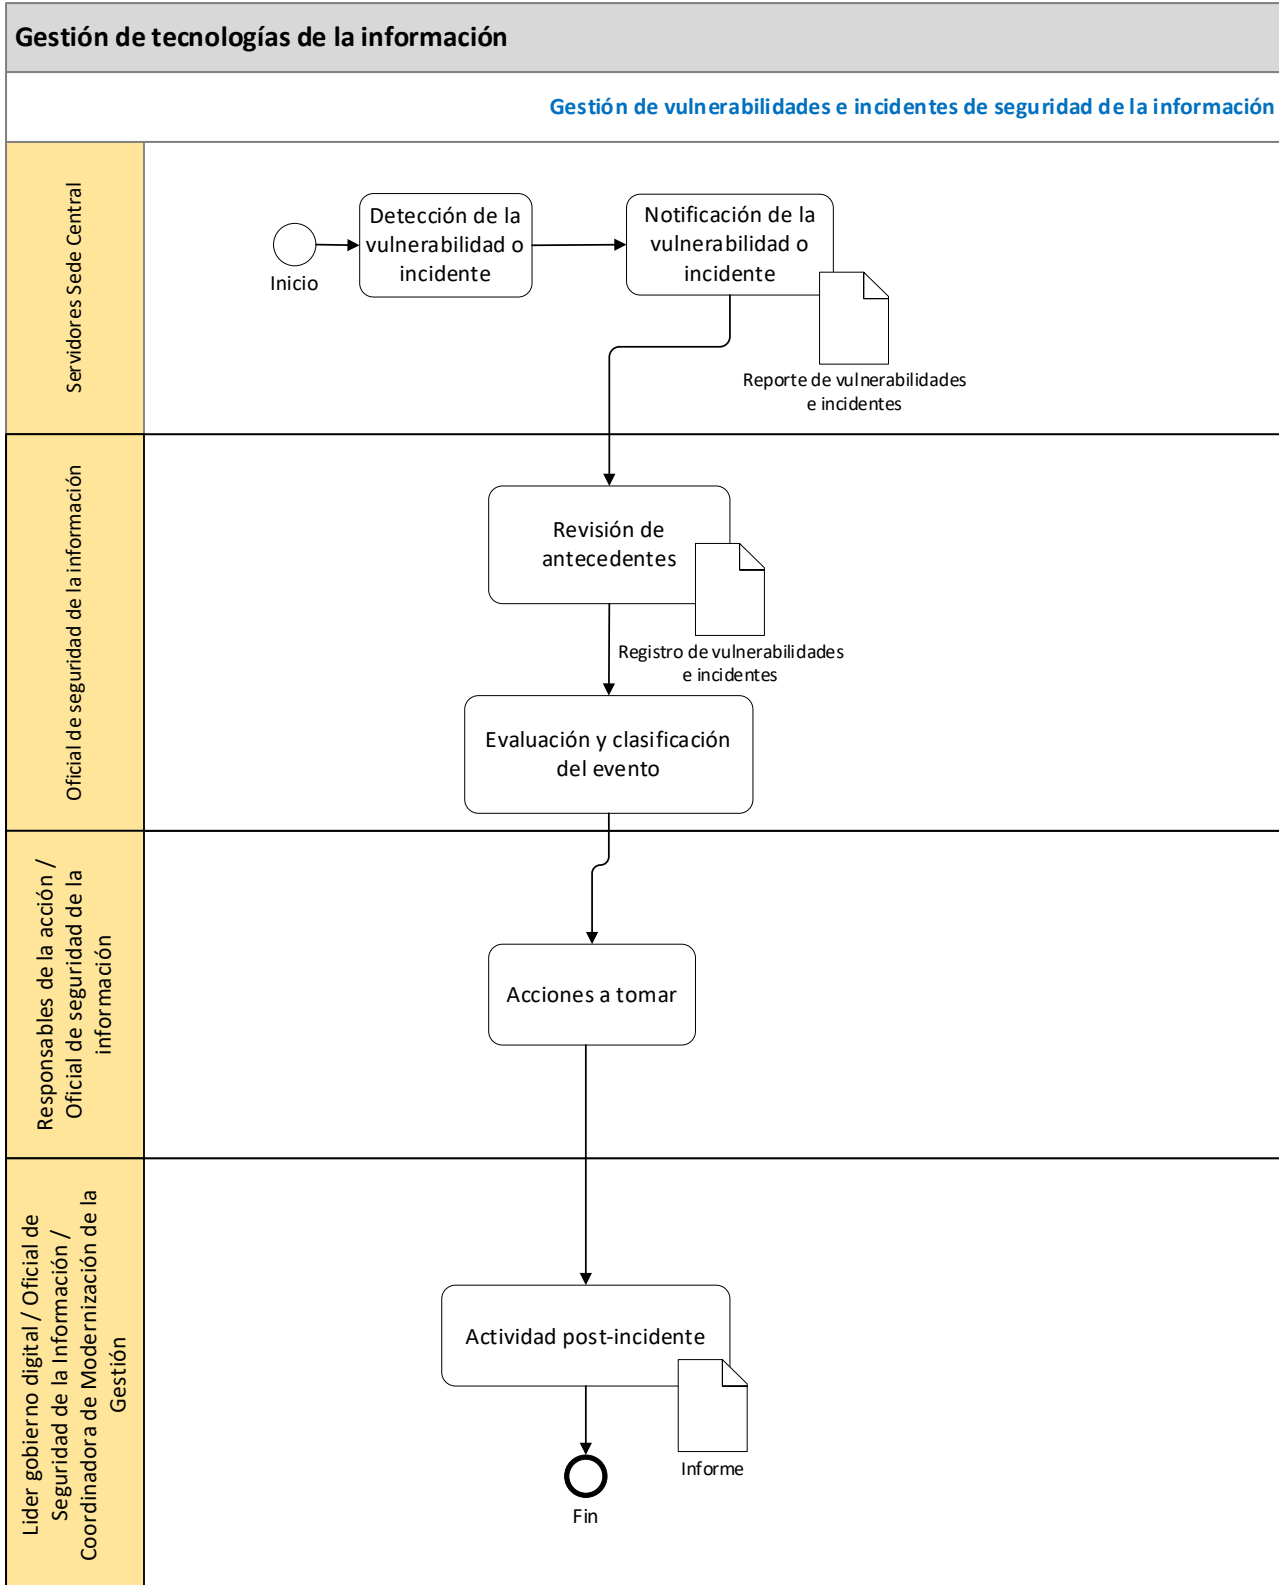 Gestión de tecnologías de la información
Gestión de vulnerabilidades e incidentes de seguridad de la información
Servidores Sede Central
Inicio
Detección de la
vulnerabilidad o
incidente
Notificación de la
vulnerabilidad o
incidente
Reporte de vulnerabilidades
e incidentes
Oficial de seguridad de la información
Revisión de
antecedentes
Registro de vulnerabilidades
e incidentes
Evaluación y clasificación
del evento
Responsables de la acción /
Oficial de seguridad de la
información
Acciones a tomar
Lider gobierno digital / Oficial de
Seguridad de la Información /
Coordinadora de Modernización de la
Gestión
Actividad post-incidente
Informe
Fin